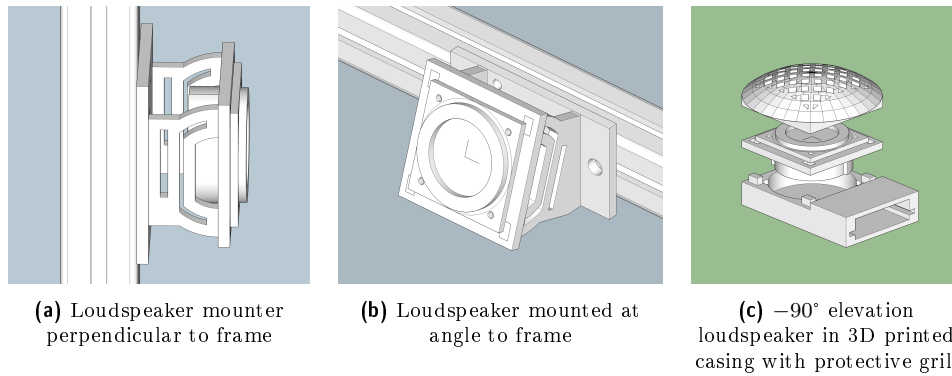 (a) Loudspeaker mounter
perpendicular to frame
(b) Loudspeaker mounted at
angle to frame
(c) −90° elevation
loudspeaker in 3D printed
casing with protective gril